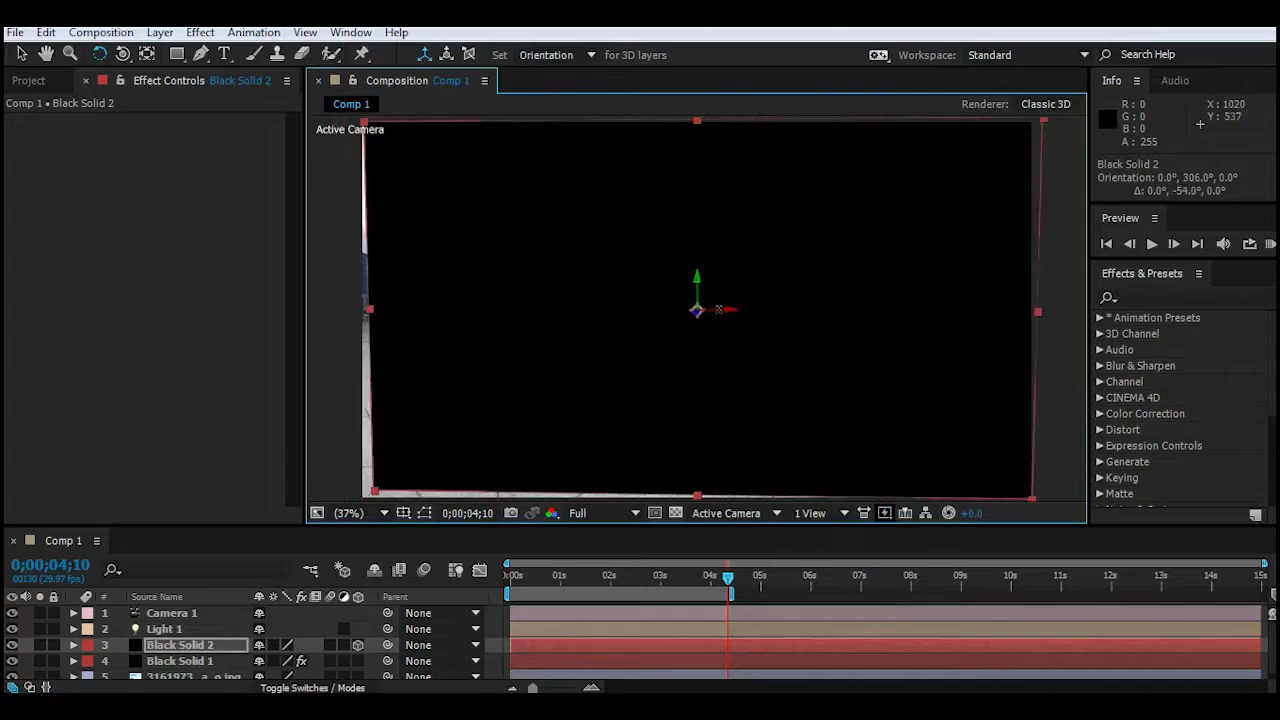 File Edit Composition Layer Effect Animation View Window Help
Set Orientation for 3D layers Workspace: Standard Search Help
Project Effect Controls Black Solid 2 Composition Comp 1 Info Audio
Comp 1 • Black Solid 2
Comp 1 Renderer: Classic 3D
Active Camera
R: 0 X: 1020
G: 0 Y: 537
B: 0
A: 255
Black Solid 2
Orientation: 0.0°, 306.0°, 0.0°
Δ: 0.0°, -54.0°, 0.0°
Preview
Effects & Presets
* Animation Presets
3D Channel
Audio
Blur & Sharpen
Channel
CINEMA 4D
Color Correction
Distort
Expression Controls
Generate
Keying
Matte
(37%) 0;00;04;10 Full Active Camera 1 View +0.0
Comp 1
0;00;04;10
00130 (29.97 fps)
:00s 01s 02s 03s 04s 05s 06s 07s 08s 09s 10s 11s 12s 13s 14s 15s
# Source Name Parent
1 Camera 1 None
2 Light 1 None
3 Black Solid 2 None
4 Black Solid 1 None
5 3161973_a_o.jpg None
Toggle Switches / Modes